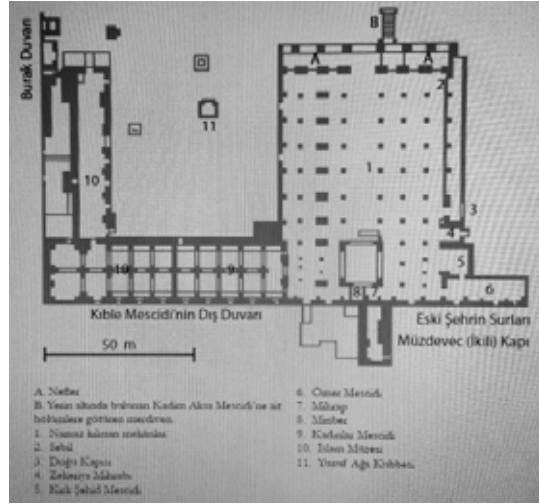 B
A
A
2
Burak Duvarı
11
1
10
3
4
5
10
9
8 7
6
Kıble Mescidi'nin Dış Duvarı
Eski Şehrin Surları
Müzdevec (İkili) Kapı
50 m
A. Nefler
B. Yerin altında bulunan Kadim Aksa Mescidi'ne ait
bölümlere götüren merdiven.
1. Namaz kılınan mekânlar.
2. Sebil
3. Doğu Kapısı
4. Zekeriya Mihrabı
5. Kırk Şehid Mescidi
6. Ömer Mescidi
7. Mihrap
8. Minber
9. Kadınlar Mescidi
10. İslam Müzesi
11. Yusuf Ağa Kubbesi